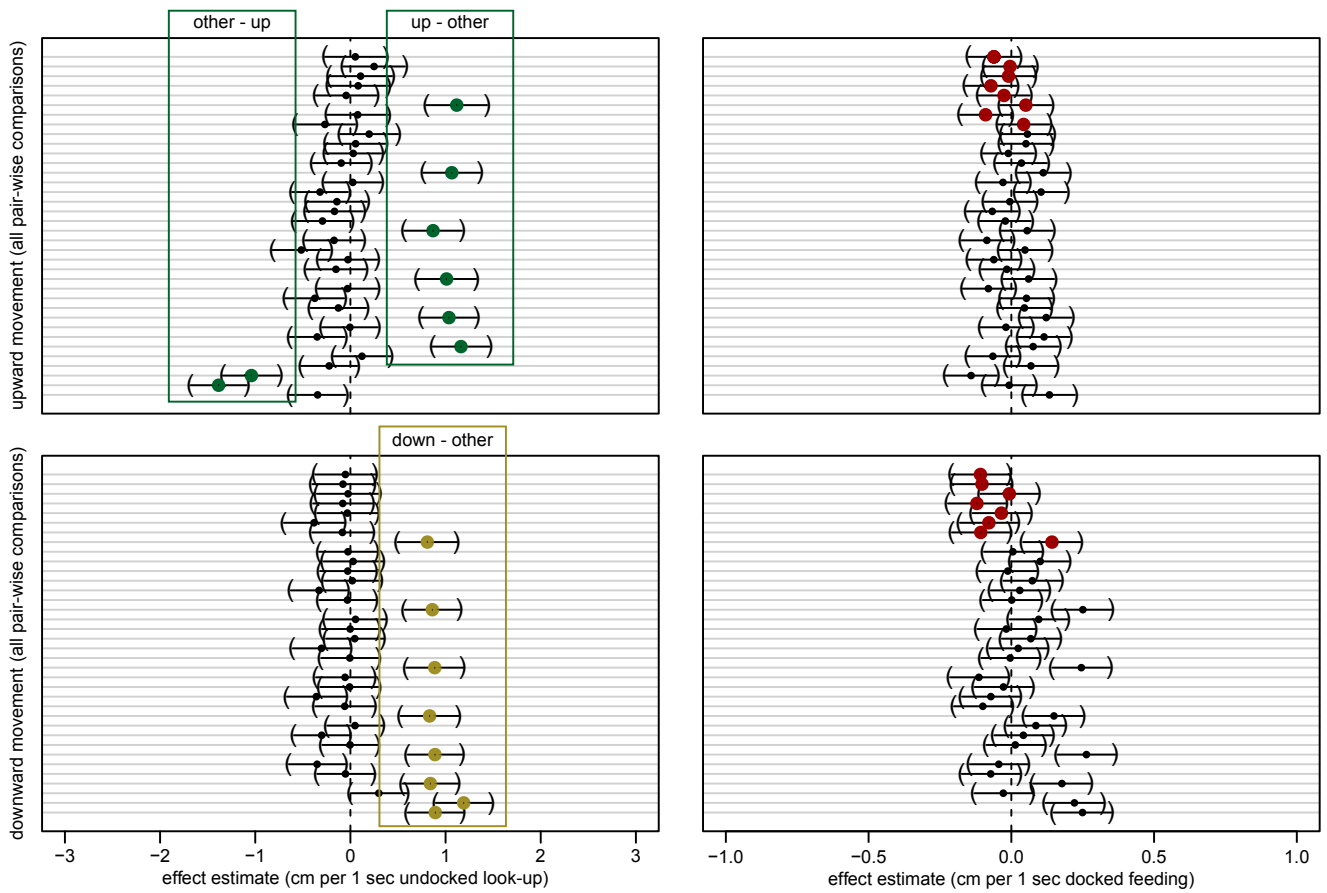 other - up
up - other
upward movement (all pair-wise comparisons)
down - other
downward movement (all pair-wise comparisons)
−3
−2
−1
0
1
2
3
−1.0
−0.5
0.0
0.5
1.0
effect estimate (cm per 1 sec undocked look-up)
effect estimate (cm per 1 sec docked feeding)